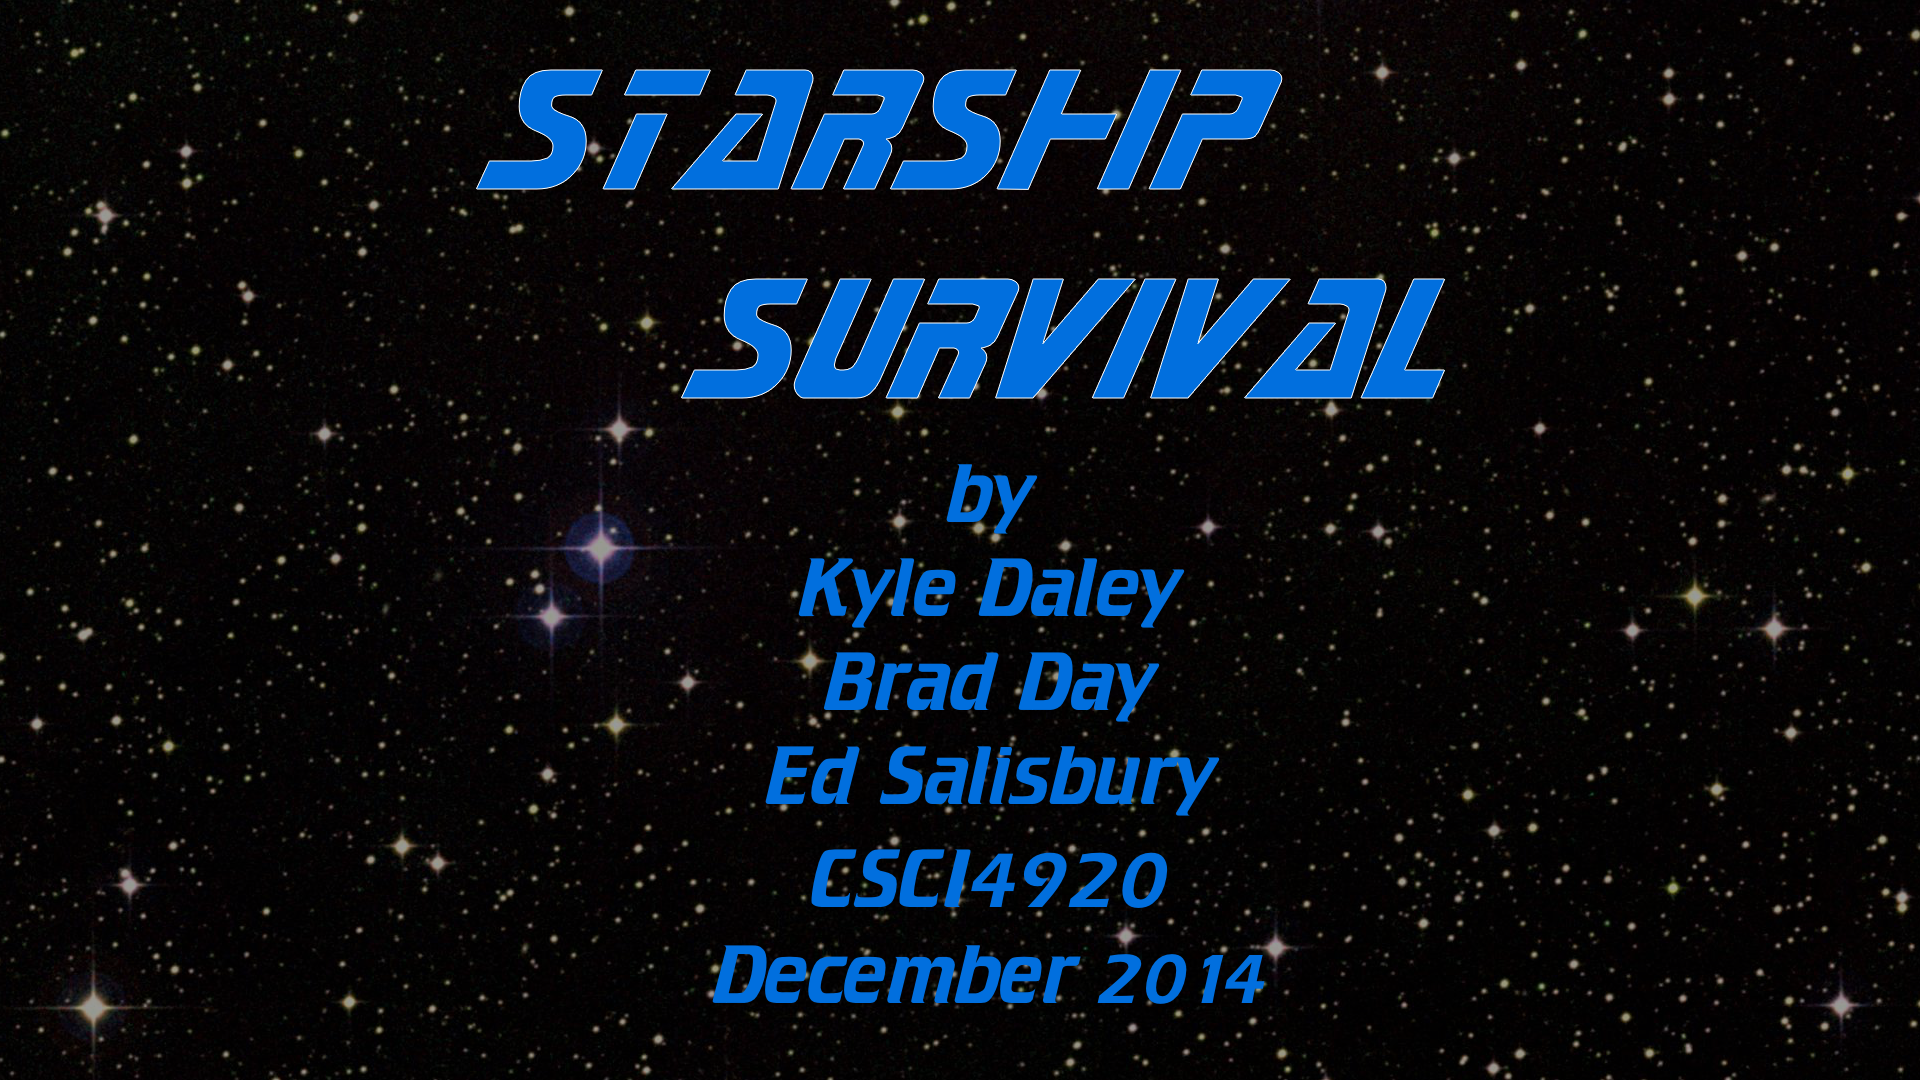 STARSHIP
SURVIVAL
by
Kyle Daley
Brad Day
Ed Salisbury
CSCI4920
December 2014